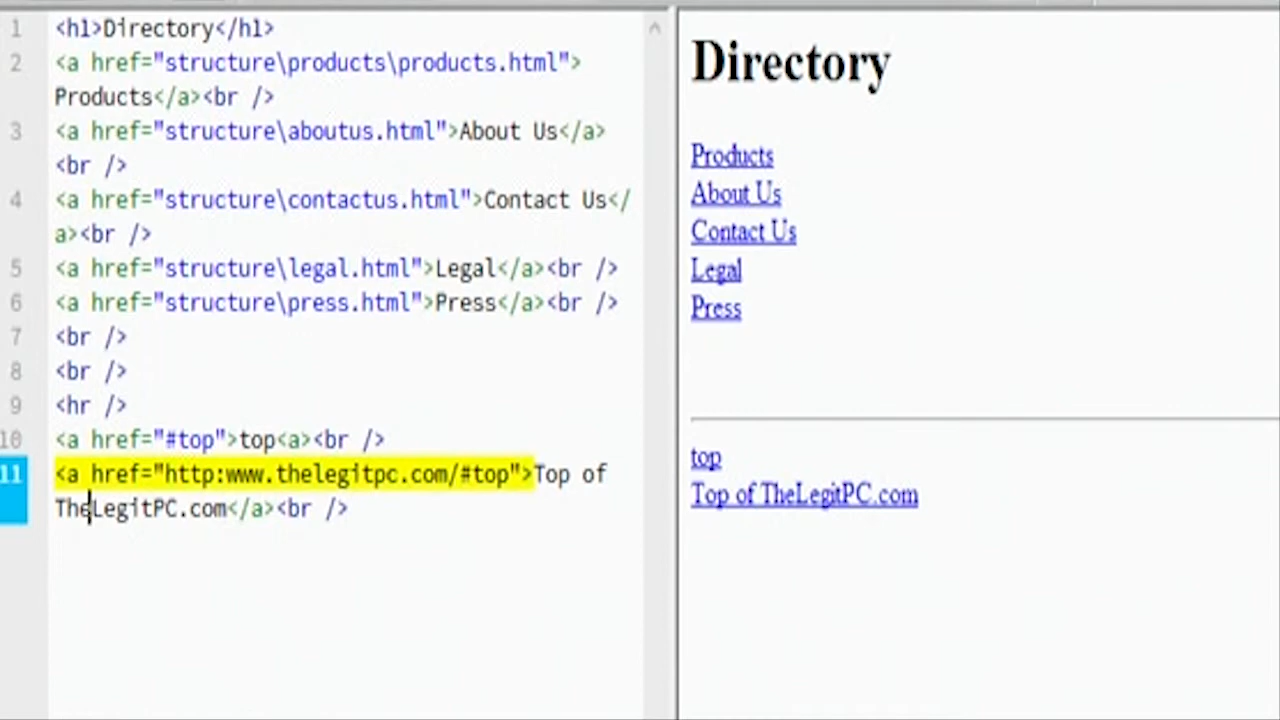 1 <h1>Directory</h1>
2 <a href="structure\products\products.html">
Products</a><br />
3 <a href="structure\aboutus.html">About Us</a>
<br />
4 <a href="structure\contactus.html">Contact Us</
a><br />
5 <a href="structure\legal.html">Legal</a><br />
6 <a href="structure\press.html">Press</a><br />
7 <br />
8 <br />
9 <hr />
10 <a href="#top">top<a><br />
11 <a href="http:www.thelegitpc.com/#top">Top of
TheLegitPC.com</a><br />
Directory
Products
About Us
Contact Us
Legal
Press
top
Top of TheLegitPC.com